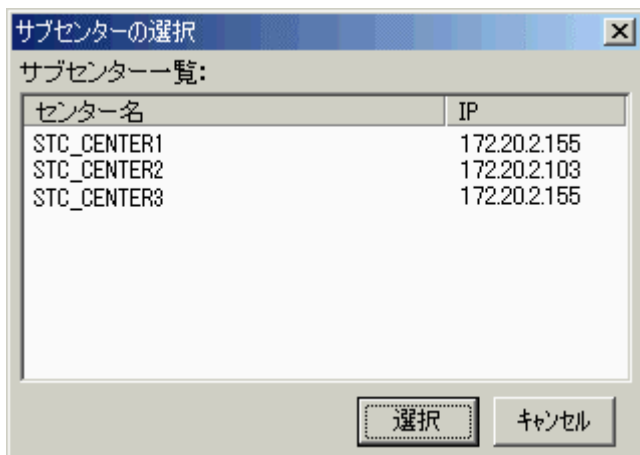 サブセンターの選択
サブセンター一覧:
センター名 IP
STC_CENTER1 172.20.2.155
STC_CENTER2 172.20.2.103
STC_CENTER3 172.20.2.155
選択 キャンセル